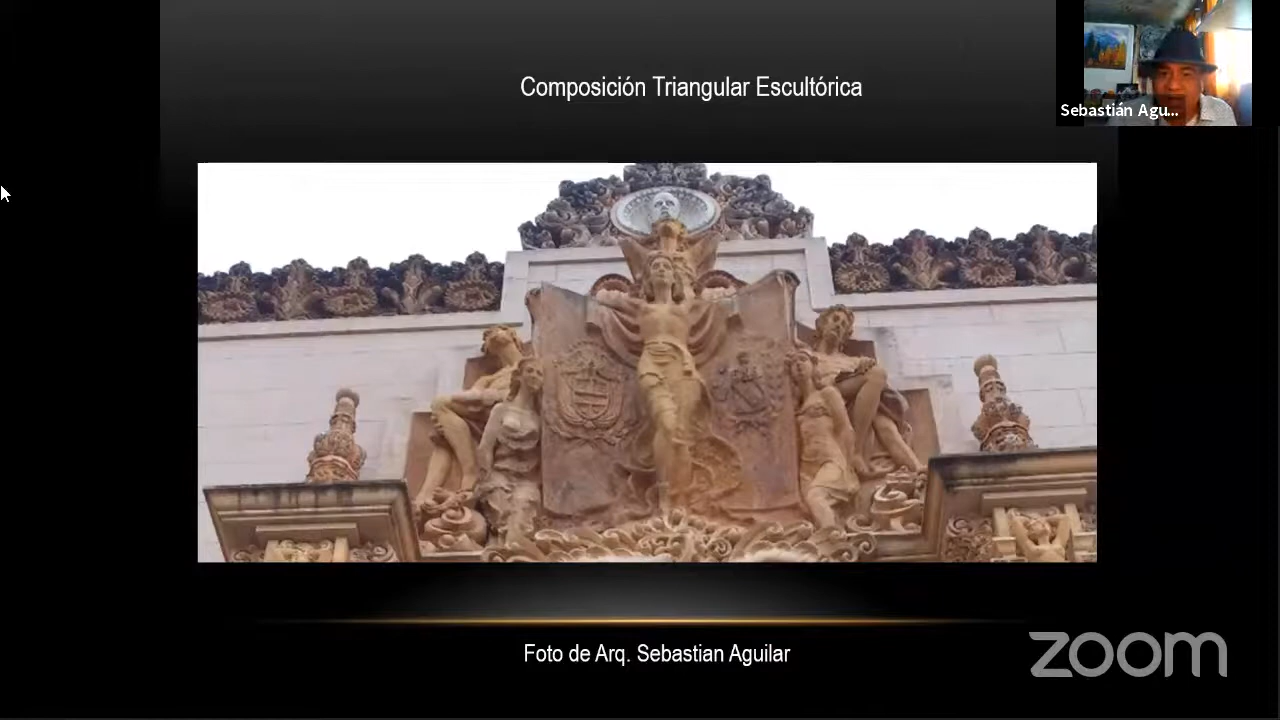 Composición Triangular Escultórica
Sebastián Agu...
Foto de Arq. Sebastian Aguilar
zoom